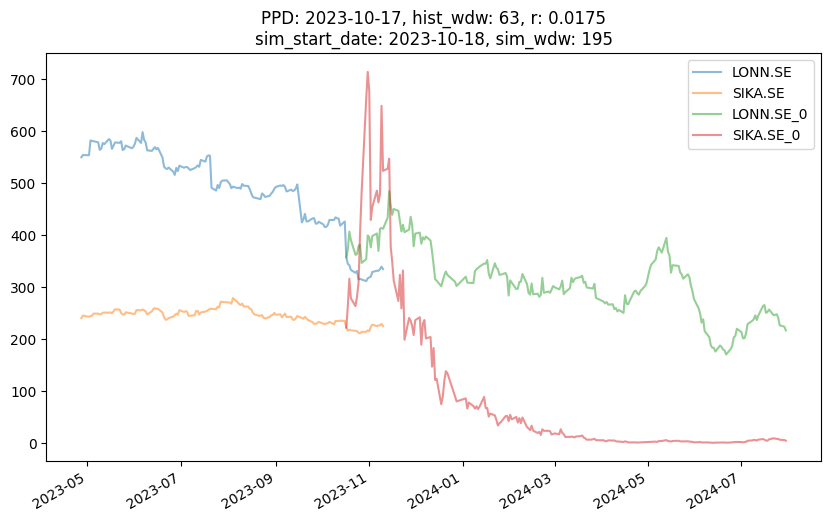 PPD: 2023-10-17, hist_wdw: 63, r: 0.0175
sim_start_date: 2023-10-18, sim_wdw: 195
LONN.SE
SIKA.SE
LONN.SE_0
SIKA.SE_0
700
600
500
400
300
200
100
0
2023-05
2023-07
2023-09
2023-11
2024-01
2024-03
2024-05
2024-07